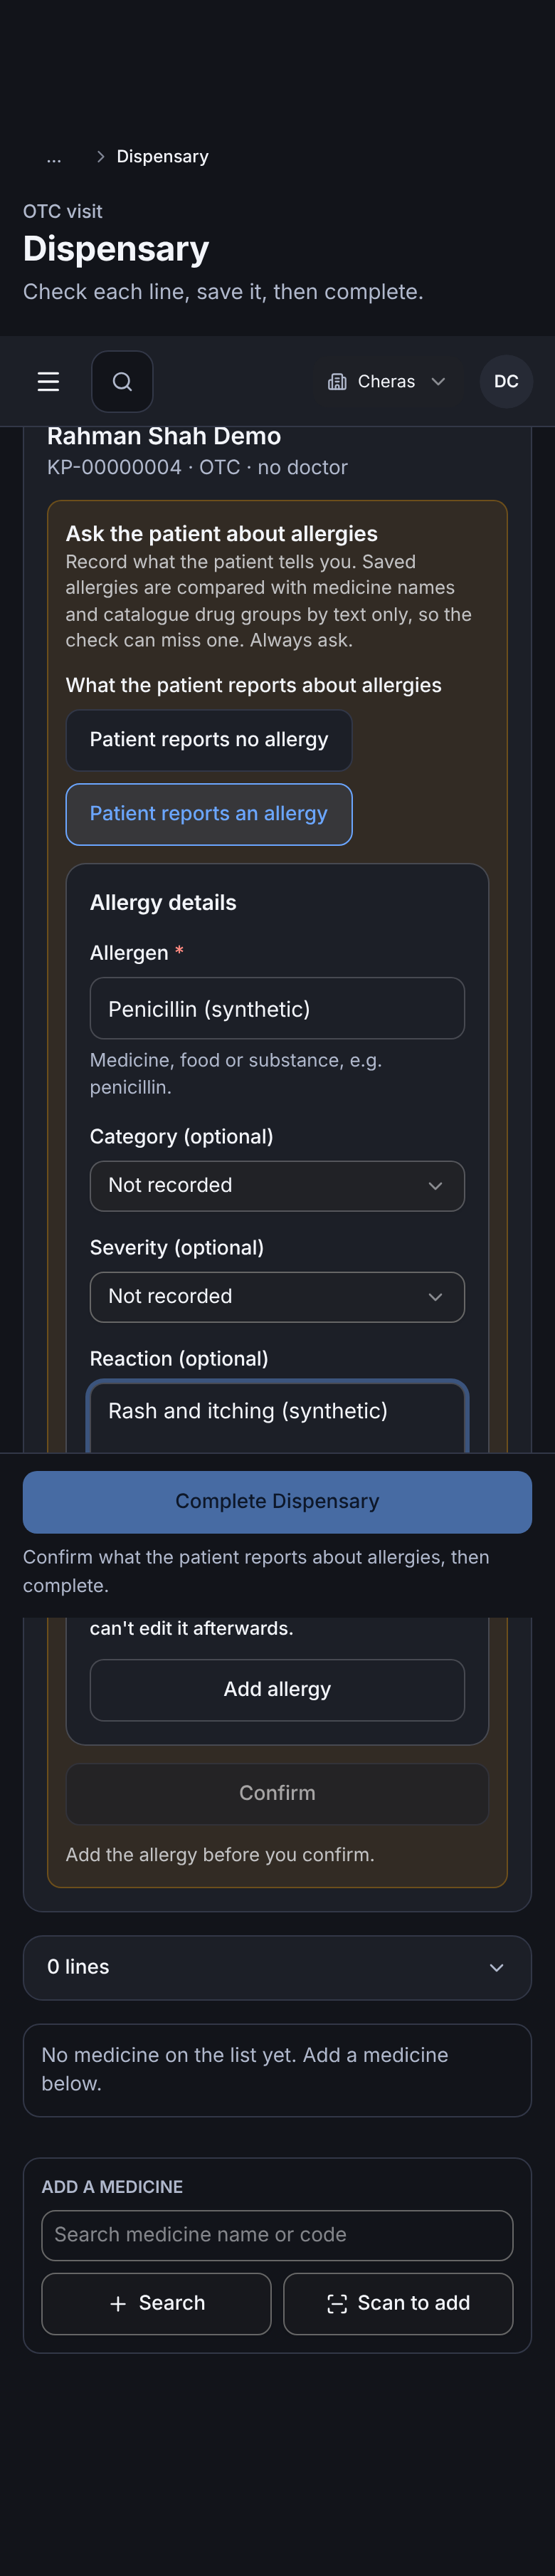 ... > Dispensary
OTC visit
Dispensary
Check each line, save it, then complete.
Cheras
DC
Rahman Shah Demo
KP-00000004 · OTC · no doctor
Ask the patient about allergies
Record what the patient tells you. Saved
allergies are compared with medicine names
and catalogue drug groups by text only, so the
check can miss one. Always ask.
What the patient reports about allergies
Patient reports no allergy
Patient reports an allergy
Allergy details
Allergen *
Penicillin (synthetic)
Medicine, food or substance, e.g.
penicillin.
Category (optional)
Not recorded
Severity (optional)
Not recorded
Reaction (optional)
Rash and itching (synthetic)
Complete Dispensary
Confirm what the patient reports about allergies, then
complete.
can't edit it afterwards.
Add allergy
Confirm
Add the allergy before you confirm.
0 lines
No medicine on the list yet. Add a medicine
below.
ADD A MEDICINE
Search medicine name or code
Search
Scan to add